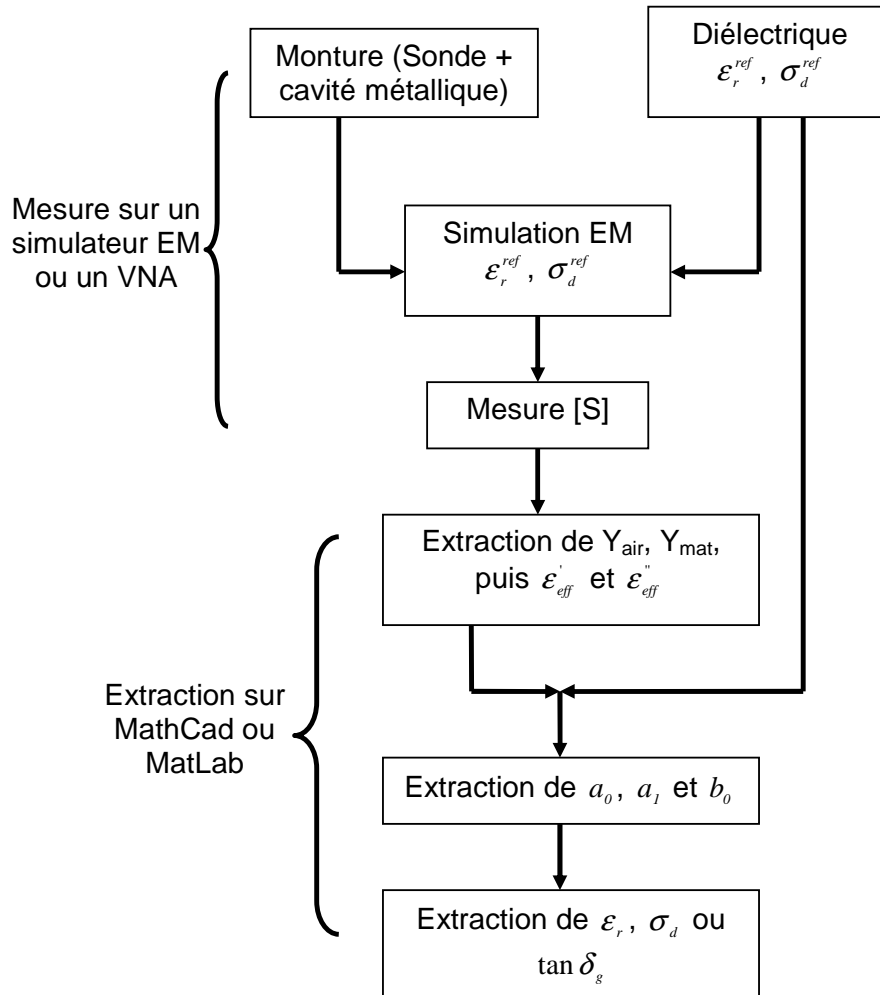 Monture (Sonde +
cavité métallique)
Diélectrique
ε_r^ref , σ_d^ref
Mesure sur un
simulateur EM
ou un VNA
Simulation EM
ε_r^ref , σ_d^ref
Mesure [S]
Extraction de Y_air, Y_mat,
puis ε'_eff et ε"_eff
Extraction sur
MathCad ou
MatLab
Extraction de a_0, a_1 et b_0
Extraction de ε_r, σ_d ou
tan δ_g